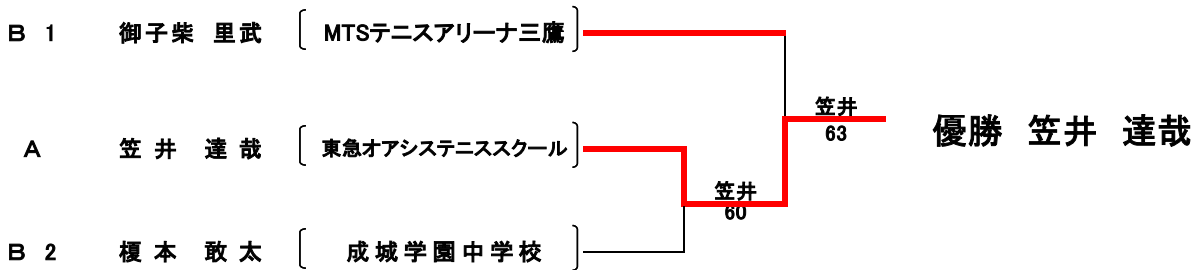 B 1 御子柴 里武 MTSテニスアリーナ三鷹
笠井
63
優勝 笠井 達哉
A 笠井 達哉 東急オアシステニススクール
笠井
60
B 2 榎本 敢太 成城学園中学校